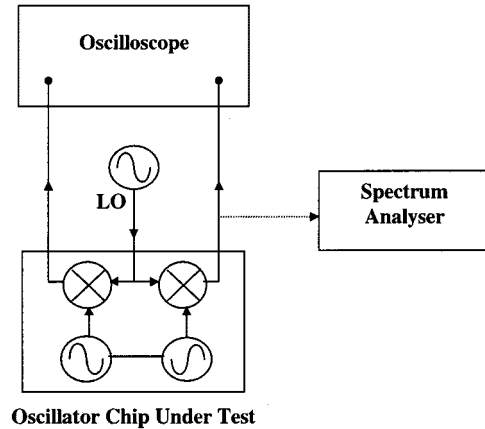 Oscilloscope
LO
Spectrum
Analyser
Oscillator Chip Under Test